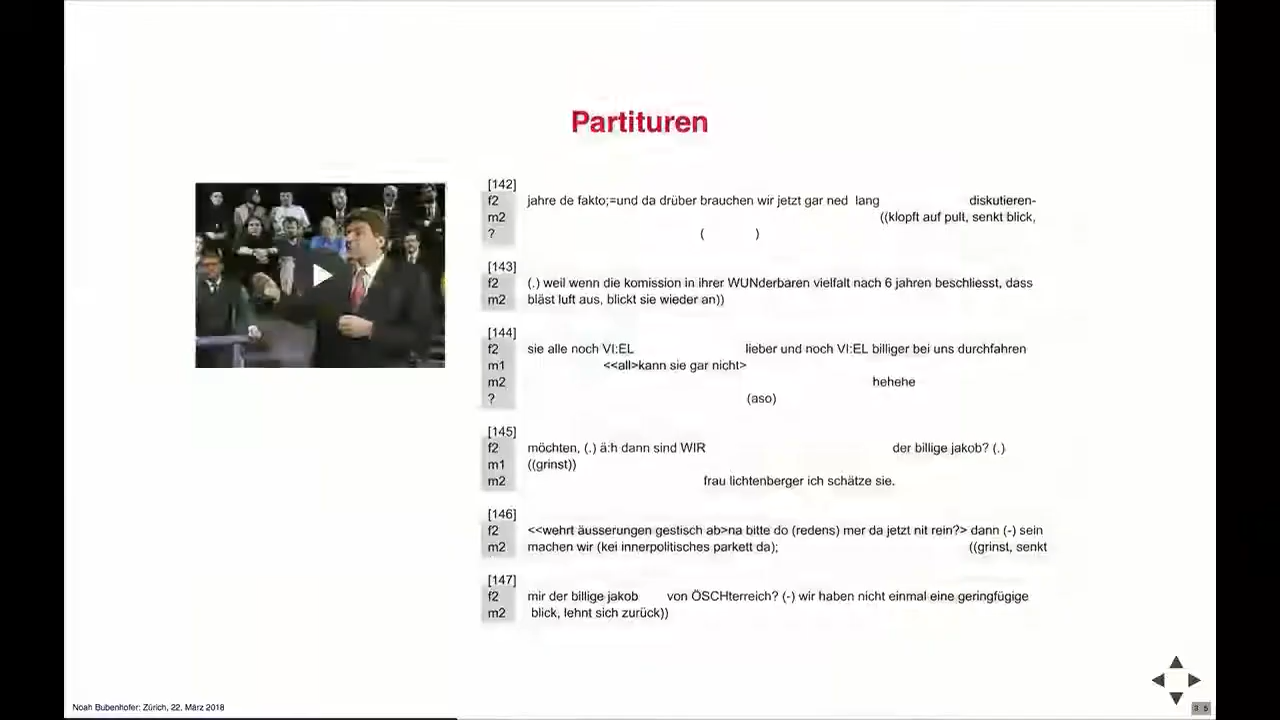 Partituren
[142]
f2 jahre de fakto;=und da drüber brauchen wir jetzt gar ned lang diskutieren-
m2 ((klopft auf pult, senkt blick,
? ( )
[143]
f2 (.) weil wenn die komission in ihrer WUNderbaren vielfalt nach 6 jahren beschliesst, dass
m2 bläst luft aus, blickt sie wieder an))
[144]
f2 sie alle noch VI:EL lieber und noch VI:EL billiger bei uns durchfahren
m1 <<all>kann sie gar nicht>
m2 hehehe
? (aso)
[145]
f2 möchten, (.) ä:h dann sind WIR der billige jakob? (.)
m1 ((grinst))
m2 frau lichtenberger ich schätze sie.
[146]
f2 <<wehrt äusserungen gestisch ab>na bitte do (redens) mer da jetzt nit rein?> dann (-) sein
m2 machen wir (kei innerpolitisches parkett da); ((grinst, senkt
[147]
f2 mir der billige jakob von ÖSCHterreich? (-) wir haben nicht einmal eine geringfügige
m2 blick, lehnt sich zurück))
Noah Bubenhofer: Zürich, 22. März 2018
3 5